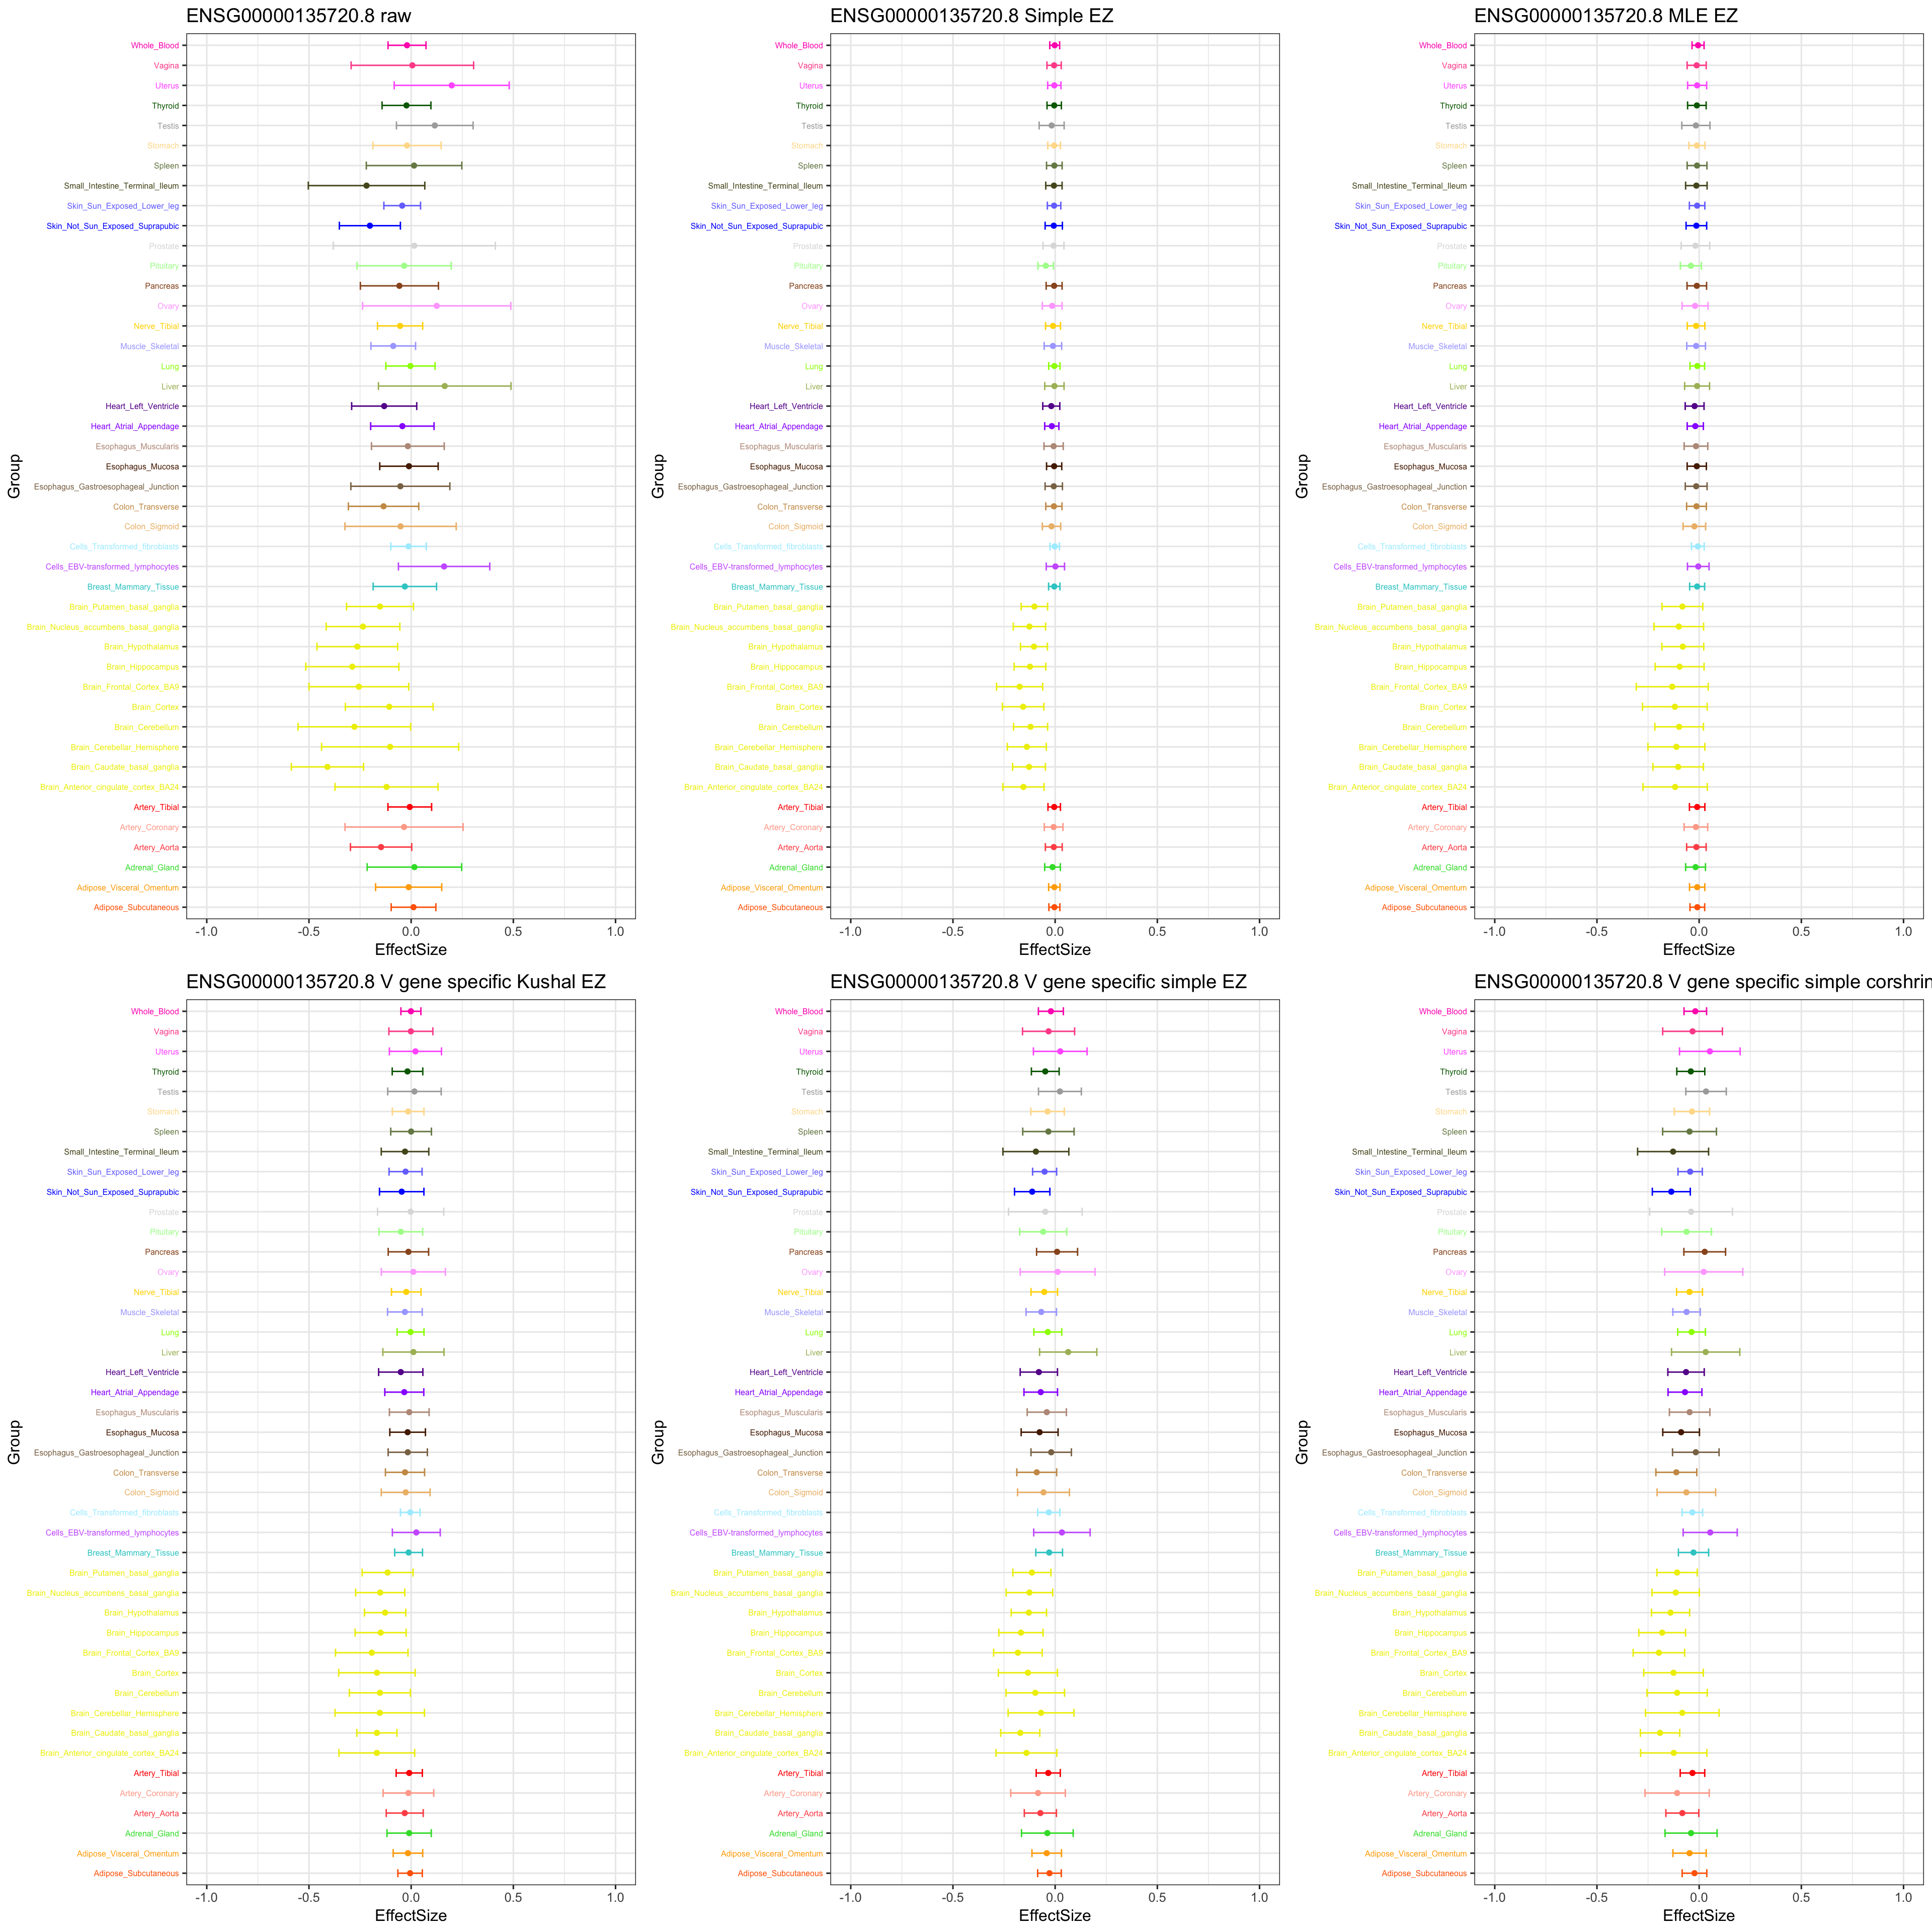 ENSG00000135720.8 raw
Group
Whole_Blood
Vagina
Uterus
Thyroid
Testis
Stomach
Spleen
Small_Intestine_Terminal_Ileum
Skin_Sun_Exposed_Lower_leg
Skin_Not_Sun_Exposed_Suprapubic
Prostate
Pituitary
Pancreas
Ovary
Nerve_Tibial
Muscle_Skeletal
Lung
Liver
Heart_Left_Ventricle
Heart_Atrial_Appendage
Esophagus_Muscularis
Esophagus_Mucosa
Esophagus_Gastroesophageal_Junction
Colon_Transverse
Colon_Sigmoid
Cells_Transformed_fibroblasts
Cells_EBV-transformed_lymphocytes
Breast_Mammary_Tissue
Brain_Putamen_basal_ganglia
Brain_Nucleus_accumbens_basal_ganglia
Brain_Hypothalamus
Brain_Hippocampus
Brain_Frontal_Cortex_BA9
Brain_Cortex
Brain_Cerebellum
Brain_Cerebellar_Hemisphere
Brain_Caudate_basal_ganglia
Brain_Anterior_cingulate_cortex_BA24
Artery_Tibial
Artery_Coronary
Artery_Aorta
Adrenal_Gland
Adipose_Visceral_Omentum
Adipose_Subcutaneous
-1.0 -0.5 0.0 0.5 1.0
EffectSize
ENSG00000135720.8 Simple EZ
Group
Whole_Blood
Vagina
Uterus
Thyroid
Testis
Stomach
Spleen
Small_Intestine_Terminal_Ileum
Skin_Sun_Exposed_Lower_leg
Skin_Not_Sun_Exposed_Suprapubic
Prostate
Pituitary
Pancreas
Ovary
Nerve_Tibial
Muscle_Skeletal
Lung
Liver
Heart_Left_Ventricle
Heart_Atrial_Appendage
Esophagus_Muscularis
Esophagus_Mucosa
Esophagus_Gastroesophageal_Junction
Colon_Transverse
Colon_Sigmoid
Cells_Transformed_fibroblasts
Cells_EBV-transformed_lymphocytes
Breast_Mammary_Tissue
Brain_Putamen_basal_ganglia
Brain_Nucleus_accumbens_basal_ganglia
Brain_Hypothalamus
Brain_Hippocampus
Brain_Frontal_Cortex_BA9
Brain_Cortex
Brain_Cerebellum
Brain_Cerebellar_Hemisphere
Brain_Caudate_basal_ganglia
Brain_Anterior_cingulate_cortex_BA24
Artery_Tibial
Artery_Coronary
Artery_Aorta
Adrenal_Gland
Adipose_Visceral_Omentum
Adipose_Subcutaneous
-1.0 -0.5 0.0 0.5 1.0
EffectSize
ENSG00000135720.8 MLE EZ
Group
Whole_Blood
Vagina
Uterus
Thyroid
Testis
Stomach
Spleen
Small_Intestine_Terminal_Ileum
Skin_Sun_Exposed_Lower_leg
Skin_Not_Sun_Exposed_Suprapubic
Prostate
Pituitary
Pancreas
Ovary
Nerve_Tibial
Muscle_Skeletal
Lung
Liver
Heart_Left_Ventricle
Heart_Atrial_Appendage
Esophagus_Muscularis
Esophagus_Mucosa
Esophagus_Gastroesophageal_Junction
Colon_Transverse
Colon_Sigmoid
Cells_Transformed_fibroblasts
Cells_EBV-transformed_lymphocytes
Breast_Mammary_Tissue
Brain_Putamen_basal_ganglia
Brain_Nucleus_accumbens_basal_ganglia
Brain_Hypothalamus
Brain_Hippocampus
Brain_Frontal_Cortex_BA9
Brain_Cortex
Brain_Cerebellum
Brain_Cerebellar_Hemisphere
Brain_Caudate_basal_ganglia
Brain_Anterior_cingulate_cortex_BA24
Artery_Tibial
Artery_Coronary
Artery_Aorta
Adrenal_Gland
Adipose_Visceral_Omentum
Adipose_Subcutaneous
-1.0 -0.5 0.0 0.5 1.0
EffectSize
ENSG00000135720.8 V gene specific Kushal EZ
Group
Whole_Blood
Vagina
Uterus
Thyroid
Testis
Stomach
Spleen
Small_Intestine_Terminal_Ileum
Skin_Sun_Exposed_Lower_leg
Skin_Not_Sun_Exposed_Suprapubic
Prostate
Pituitary
Pancreas
Ovary
Nerve_Tibial
Muscle_Skeletal
Lung
Liver
Heart_Left_Ventricle
Heart_Atrial_Appendage
Esophagus_Muscularis
Esophagus_Mucosa
Esophagus_Gastroesophageal_Junction
Colon_Transverse
Colon_Sigmoid
Cells_Transformed_fibroblasts
Cells_EBV-transformed_lymphocytes
Breast_Mammary_Tissue
Brain_Putamen_basal_ganglia
Brain_Nucleus_accumbens_basal_ganglia
Brain_Hypothalamus
Brain_Hippocampus
Brain_Frontal_Cortex_BA9
Brain_Cortex
Brain_Cerebellum
Brain_Cerebellar_Hemisphere
Brain_Caudate_basal_ganglia
Brain_Anterior_cingulate_cortex_BA24
Artery_Tibial
Artery_Coronary
Artery_Aorta
Adrenal_Gland
Adipose_Visceral_Omentum
Adipose_Subcutaneous
-1.0 -0.5 0.0 0.5 1.0
EffectSize
ENSG00000135720.8 V gene specific simple EZ
Group
Whole_Blood
Vagina
Uterus
Thyroid
Testis
Stomach
Spleen
Small_Intestine_Terminal_Ileum
Skin_Sun_Exposed_Lower_leg
Skin_Not_Sun_Exposed_Suprapubic
Prostate
Pituitary
Pancreas
Ovary
Nerve_Tibial
Muscle_Skeletal
Lung
Liver
Heart_Left_Ventricle
Heart_Atrial_Appendage
Esophagus_Muscularis
Esophagus_Mucosa
Esophagus_Gastroesophageal_Junction
Colon_Transverse
Colon_Sigmoid
Cells_Transformed_fibroblasts
Cells_EBV-transformed_lymphocytes
Breast_Mammary_Tissue
Brain_Putamen_basal_ganglia
Brain_Nucleus_accumbens_basal_ganglia
Brain_Hypothalamus
Brain_Hippocampus
Brain_Frontal_Cortex_BA9
Brain_Cortex
Brain_Cerebellum
Brain_Cerebellar_Hemisphere
Brain_Caudate_basal_ganglia
Brain_Anterior_cingulate_cortex_BA24
Artery_Tibial
Artery_Coronary
Artery_Aorta
Adrenal_Gland
Adipose_Visceral_Omentum
Adipose_Subcutaneous
-1.0 -0.5 0.0 0.5 1.0
EffectSize
ENSG00000135720.8 V gene specific simple corshrin
Group
Whole_Blood
Vagina
Uterus
Thyroid
Testis
Stomach
Spleen
Small_Intestine_Terminal_Ileum
Skin_Sun_Exposed_Lower_leg
Skin_Not_Sun_Exposed_Suprapubic
Prostate
Pituitary
Pancreas
Ovary
Nerve_Tibial
Muscle_Skeletal
Lung
Liver
Heart_Left_Ventricle
Heart_Atrial_Appendage
Esophagus_Muscularis
Esophagus_Mucosa
Esophagus_Gastroesophageal_Junction
Colon_Transverse
Colon_Sigmoid
Cells_Transformed_fibroblasts
Cells_EBV-transformed_lymphocytes
Breast_Mammary_Tissue
Brain_Putamen_basal_ganglia
Brain_Nucleus_accumbens_basal_ganglia
Brain_Hypothalamus
Brain_Hippocampus
Brain_Frontal_Cortex_BA9
Brain_Cortex
Brain_Cerebellum
Brain_Cerebellar_Hemisphere
Brain_Caudate_basal_ganglia
Brain_Anterior_cingulate_cortex_BA24
Artery_Tibial
Artery_Coronary
Artery_Aorta
Adrenal_Gland
Adipose_Visceral_Omentum
Adipose_Subcutaneous
-1.0 -0.5 0.0 0.5 1.0
EffectSize